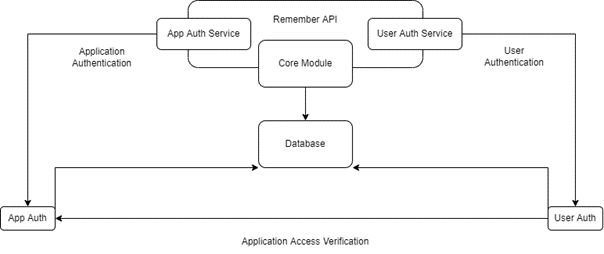 Remember API
App Auth Service
User Auth Service
Application
Authentication
User
Authentication
Core Module
Database
App Auth
User Auth
Application Access Verification